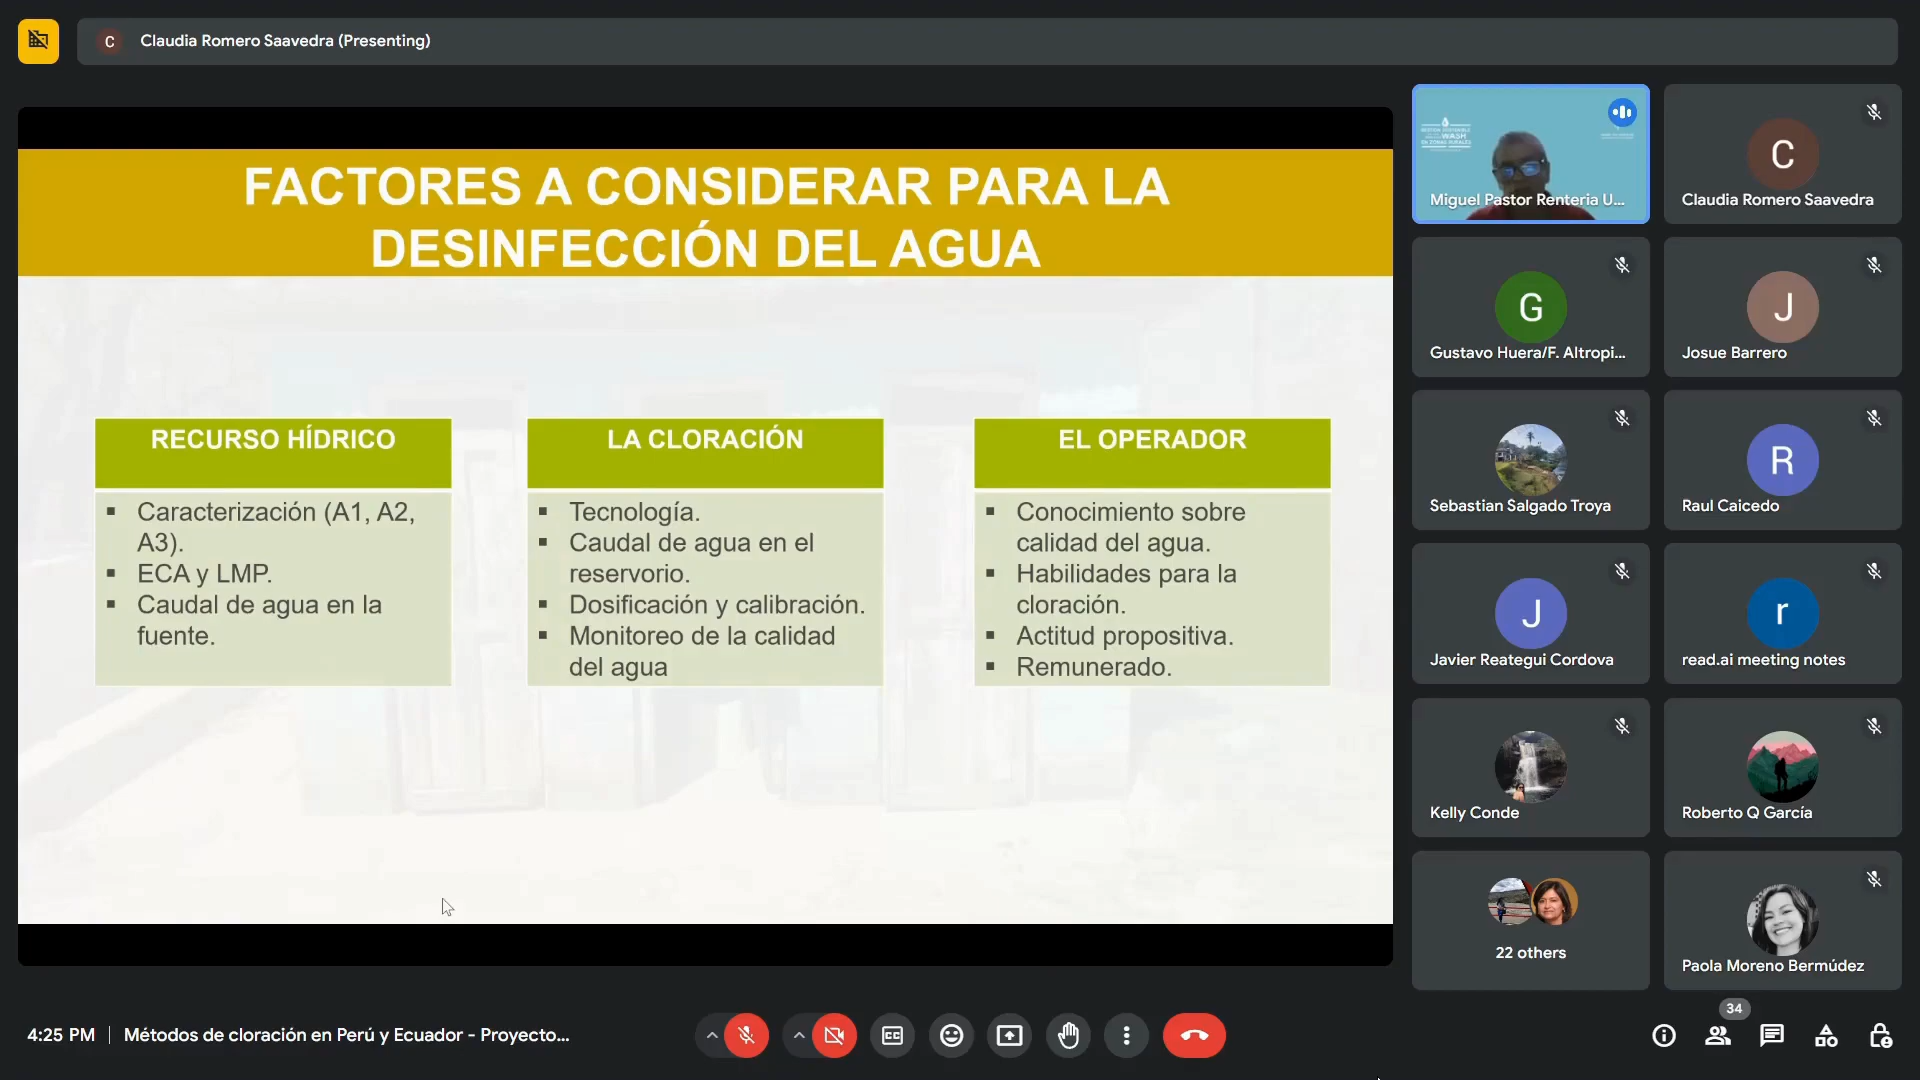 C Claudia Romero Saavedra (Presenting)
FACTORES A CONSIDERAR PARA LA
DESINFECCIÓN DEL AGUA
RECURSO HÍDRICO
▪ Caracterización (A1, A2,
A3).
▪ ECA y LMP.
▪ Caudal de agua en la
fuente.
LA CLORACIÓN
▪ Tecnología.
▪ Caudal de agua en el
reservorio.
▪ Dosificación y calibración.
▪ Monitoreo de la calidad
del agua
EL OPERADOR
▪ Conocimiento sobre
calidad del agua.
▪ Habilidades para la
cloración.
▪ Actitud propositiva.
▪ Remunerado.
WASH
Miguel Pastor Renteria U...
C
Claudia Romero Saavedra
G
Gustavo Huera/F. Altropi...
J
Josue Barrero
Sebastian Salgado Troya
R
Raul Caicedo
J
Javier Reategui Cordova
r
read.ai meeting notes
Kelly Conde
Roberto Q García
22 others
Paola Moreno Bermúdez
4:25 PM | Métodos de cloración en Perú y Ecuador - Proyecto...
34